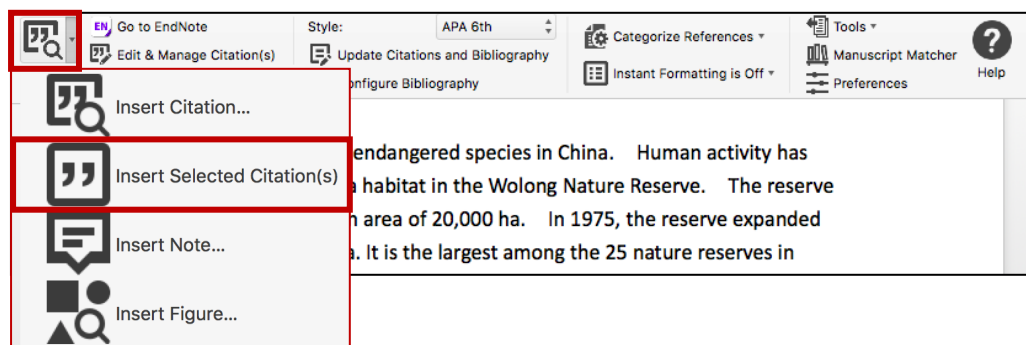 Go to EndNote
Style:
APA 6th
Categorize References
Tools
Edit & Manage Citation(s)
Update Citations and Bibliography
Manuscript Matcher
onfigure Bibliography
Instant Formatting is Off
Preferences
Help
Insert Citation...
Insert Selected Citation(s)
Insert Note...
Insert Figure...
endangered species in China. Human activity has
habitat in the Wolong Nature Reserve. The reserve
area of 20,000 ha. In 1975, the reserve expanded
It is the largest among the 25 nature reserves in